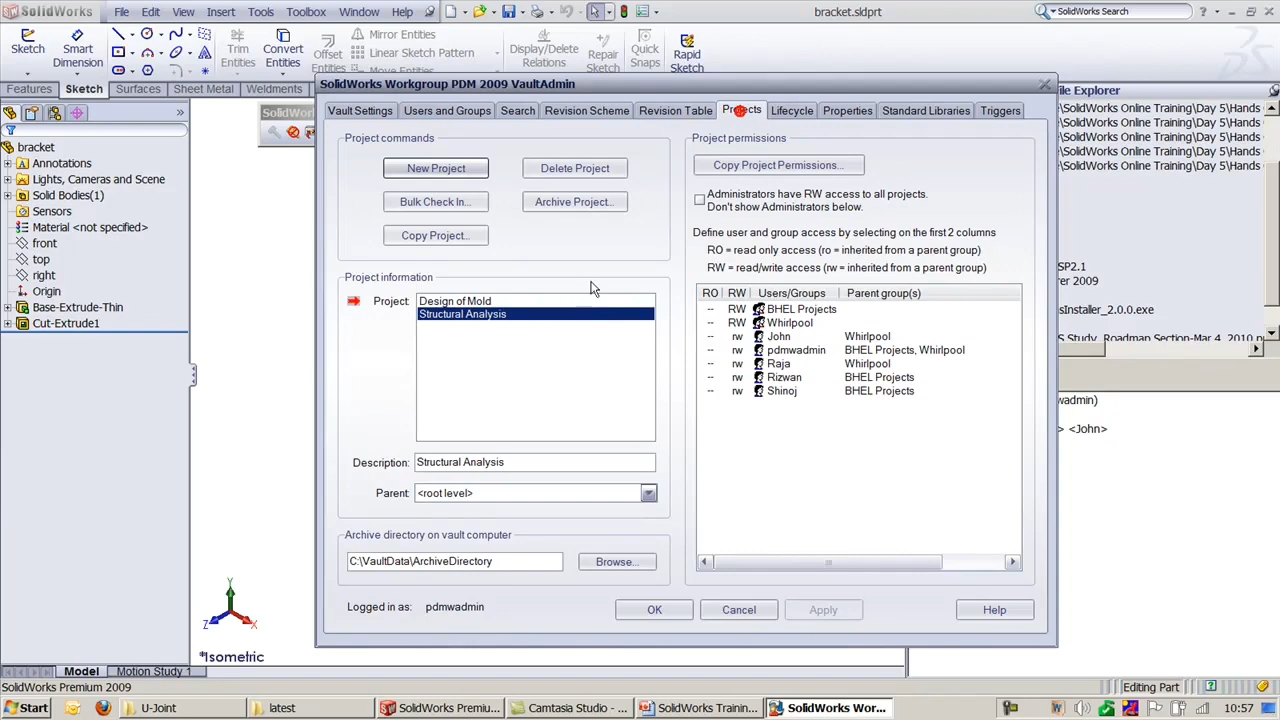 SolidWorks
File Edit View Insert Tools Toolbox Window Help
bracket.sldprt
SolidWorks Search
Sketch
Smart Dimension
Trim Entities
Convert Entities
Offset Entities
Mirror Entities
Linear Sketch Pattern
Move Entities
Display/Delete Relations
Repair Sketch
Quick Snaps
Rapid Sketch
Features Sketch Surfaces Sheet Metal Weldments
bracket
Annotations
Lights, Cameras and Scene
Solid Bodies(1)
Sensors
Material <not specified>
front
top
right
Origin
Base-Extrude-Thin
Cut-Extrude1
SolidWor
SolidWorks Workgroup PDM 2009 VaultAdmin
Vault Settings Users and Groups Search Revision Scheme Revision Table Projects Lifecycle Properties Standard Libraries Triggers
Project commands
New Project Delete Project
Bulk Check In... Archive Project...
Copy Project...
Project information
Project: Design of Mold
Structural Analysis
Description: Structural Analysis
Parent: <root level>
Archive directory on vault computer
C:\VaultData\ArchiveDirectory Browse...
Logged in as: pdmwadmin
Project permissions
Copy Project Permissions...
Administrators have RW access to all projects.
Don't show Administrators below.
Define user and group access by selecting on the first 2 columns
RO = read only access (ro = inherited from a parent group)
RW = read/write access (rw = inherited from a parent group)
RO RW Users/Groups Parent group(s)
-- RW BHEL Projects
-- RW Whirlpool
-- rw John Whirlpool
-- rw pdmwadmin BHEL Projects, Whirlpool
-- rw Raja Whirlpool
-- rw Rizwan BHEL Projects
-- rw Shinoj BHEL Projects
OK Cancel Apply Help
File Explorer
\SolidWorks Online Training\Day 5\Hands
\SolidWorks Online Training\Day 5\Hands
\SolidWorks Online Training\Day 5\Hands
\SolidWorks Online Training\Day 5\Hands
SP2.1
er 2009
sInstaller_2.0.0.exe
S Study, Roadmap Section-Mar 4, 2010
wadmin)
> <John>
Y
Z
X
*Isometric
Model Motion Study 1
SolidWorks Premium 2009
Editing Part
Start U-Joint latest SolidWorks Premiu... Camtasia Studio - ... SolidWorks Trainin... SolidWorks Wor... 10:57